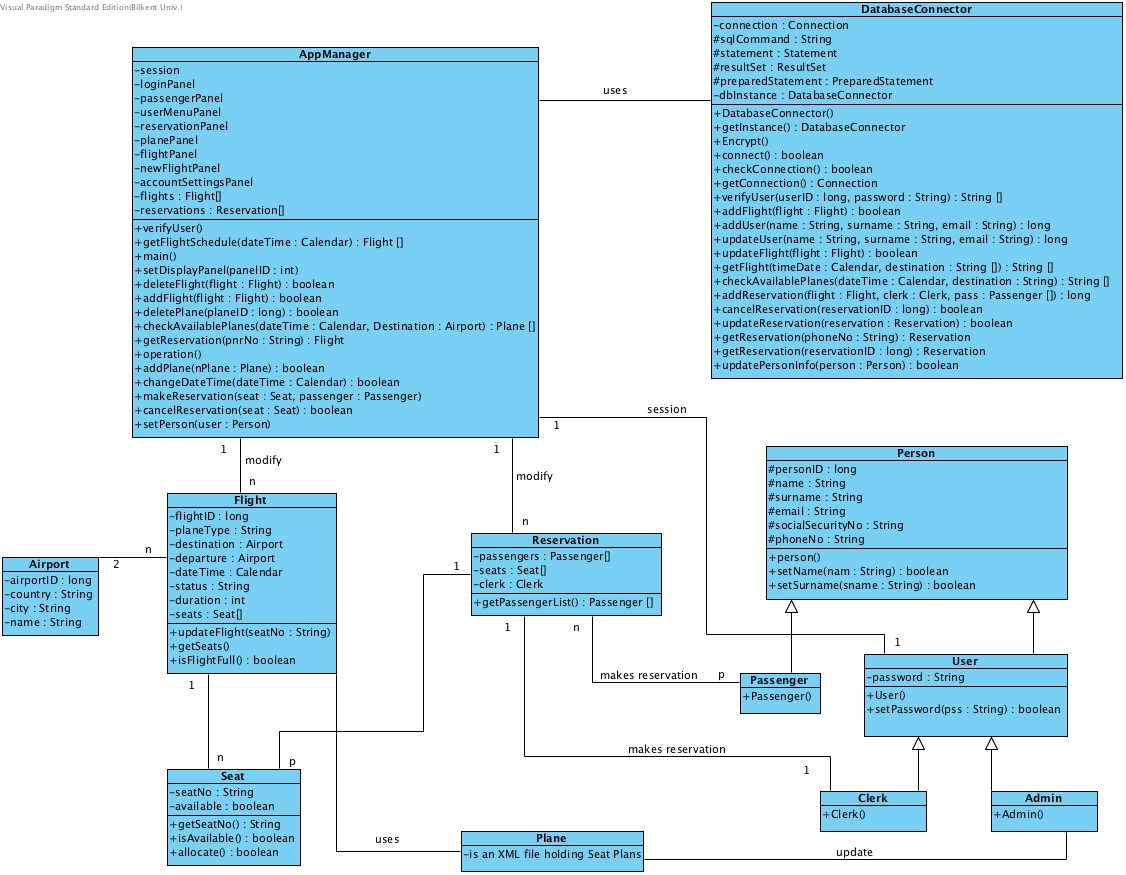 Visual Paradigm Standard Edition(Bilkent Univ.)
DatabaseConnector
-connection : Connection
#sqlCommand : String
#statement : Statement
#resultSet : ResultSet
#preparedStatement : PreparedStatement
-dbInstance : DatabaseConnector
+DatabaseConnector()
+getInstance() : DatabaseConnector
+Encrypt()
+connect() : boolean
+checkConnection() : boolean
+getConnection() : Connection
+verifyUser(userID : long, password : String) : String []
+addFlight(flight : Flight) : boolean
+addUser(name : String, surname : String, email : String) : long
+updateUser(name : String, surname : String, email : String) : long
+updateFlight(flight : Flight) : boolean
+getFlight(timeDate : Calendar, destination : String []) : String []
+checkAvailablePlanes(dateTime : Calendar, destination : String) : String []
+addReservation(flight : Flight, clerk : Clerk, pass : Passenger []) : long
+cancelReservation(reservationID : long) : boolean
+updateReservation(reservation : Reservation) : boolean
+getReservation(phoneNo : String) : Reservation
+getReservation(reservationID : long) : Reservation
+updatePersonInfo(person : Person) : boolean
AppManager
-session
-loginPanel
-passengerPanel
-userMenuPanel
-reservationPanel
-planePanel
-flightPanel
-newFlightPanel
-accountSettingsPanel
-flights : Flight[]
-reservations : Reservation[]
+verifyUser()
+getFlightSchedule(dateTime : Calendar) : Flight []
+main()
+setDisplayPanel(panelID : int)
+deleteFlight(flight : Flight) : boolean
+addFlight(flight : Flight) : boolean
+deletePlane(planeID : long) : boolean
+checkAvailablePlanes(dateTime : Calendar, Destination : Airport) : Plane []
+getReservation(pnrNo : String) : Flight
+operation()
+addPlane(nPlane : Plane) : boolean
+changeDateTime(dateTime : Calendar) : boolean
+makeReservation(seat : Seat, passenger : Passenger)
+cancelReservation(seat : Seat) : boolean
+setPerson(user : Person)
uses
session
1
1
modify
n
1
modify
n
Person
#personID : long
#name : String
#surname : String
#email : String
#socialSecurityNo : String
#phoneNo : String
+person()
+setName(nam : String) : boolean
+setSurname(sname : String) : boolean
Flight
-flightID : long
-planeType : String
-destination : Airport
-departure : Airport
-dateTime : Calendar
-status : String
-duration : int
-seats : Seat[]
+updateFlight(seatNo : String)
+getSeats()
+isFlightFull() : boolean
Reservation
-passengers : Passenger[]
-seats : Seat[]
-clerk : Clerk
+getPassengerList() : Passenger []
n
2
Airport
-airportID : long
-country : String
-city : String
-name : String
1
1
n
makes reservation
p
1
Passenger
+Passenger()
User
-password : String
+User()
+setPassword(pss : String) : boolean
1
n
p
makes reservation
1
Seat
-seatNo : String
-available : boolean
+getSeatNo() : String
+isAvailable() : boolean
+allocate() : boolean
Clerk
+Clerk()
Admin
+Admin()
uses
Plane
-is an XML file holding Seat Plans
update